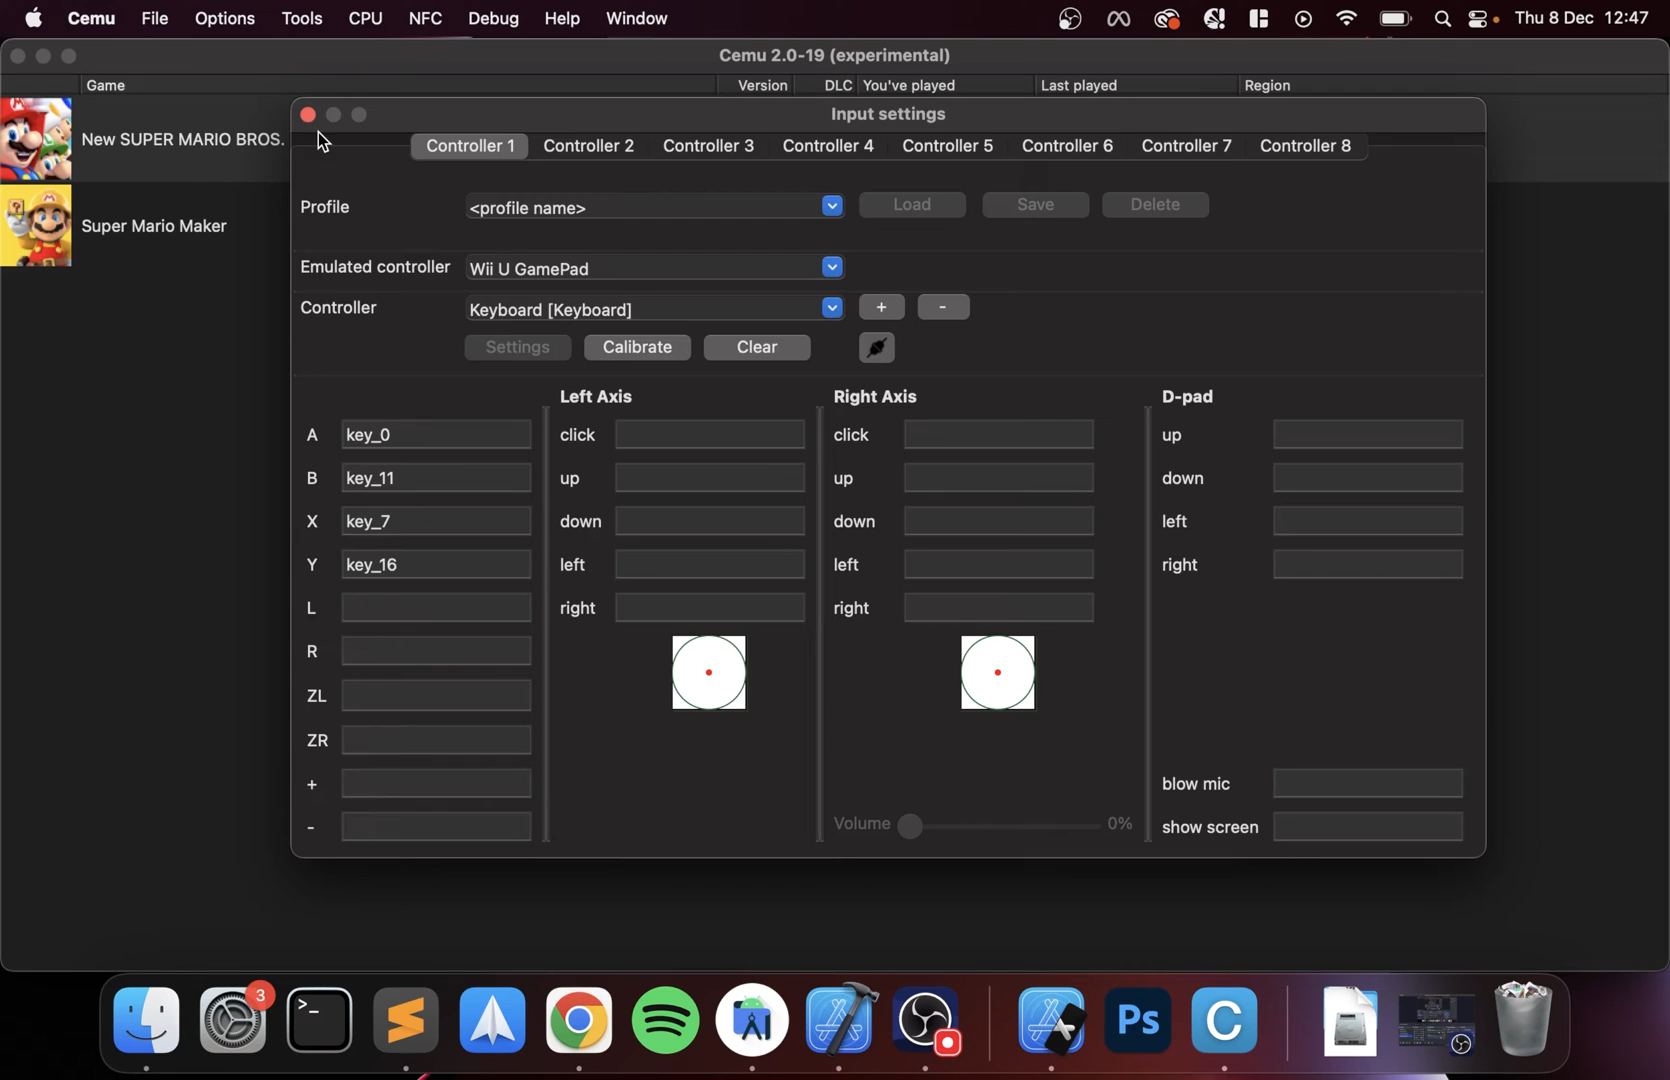 Cemu File Options Tools CPU NFC Debug Help Window Thu 8 Dec 12:47
Cemu 2.0-19 (experimental)
Game Version DLC You've played Last played Region
New SUPER MARIO BROS.
Super Mario Maker
Input settings
Controller 1 Controller 2 Controller 3 Controller 4 Controller 5 Controller 6 Controller 7 Controller 8
Profile <profile name> Load Save Delete
Emulated controller Wii U GamePad
Controller Keyboard [Keyboard] + -
Settings Calibrate Clear
Left Axis Right Axis D-pad
A key_0 click click up
B key_11 up up down
X key_7 down down left
Y key_16 left left right
L right right
R
ZL
ZR
+ blow mic
- Volume 0% show screen
3
>_
Ps
C